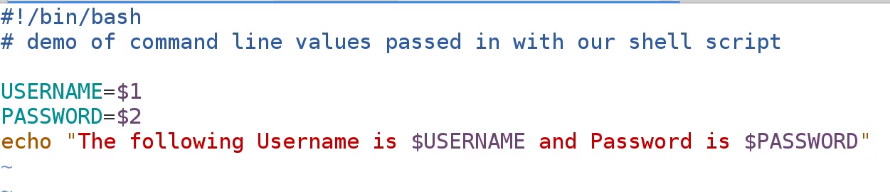 #!/bin/bash
# demo of command line values passed in with our shell script

USERNAME=$1
PASSWORD=$2
echo "The following Username is $USERNAME and Password is $PASSWORD"
~
~